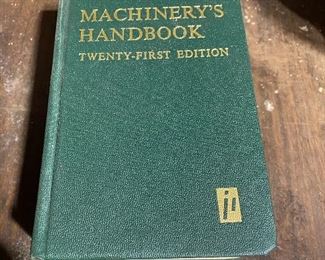 MACHINERY'S
HANDBOOK
TWENTY-FIRST EDITION